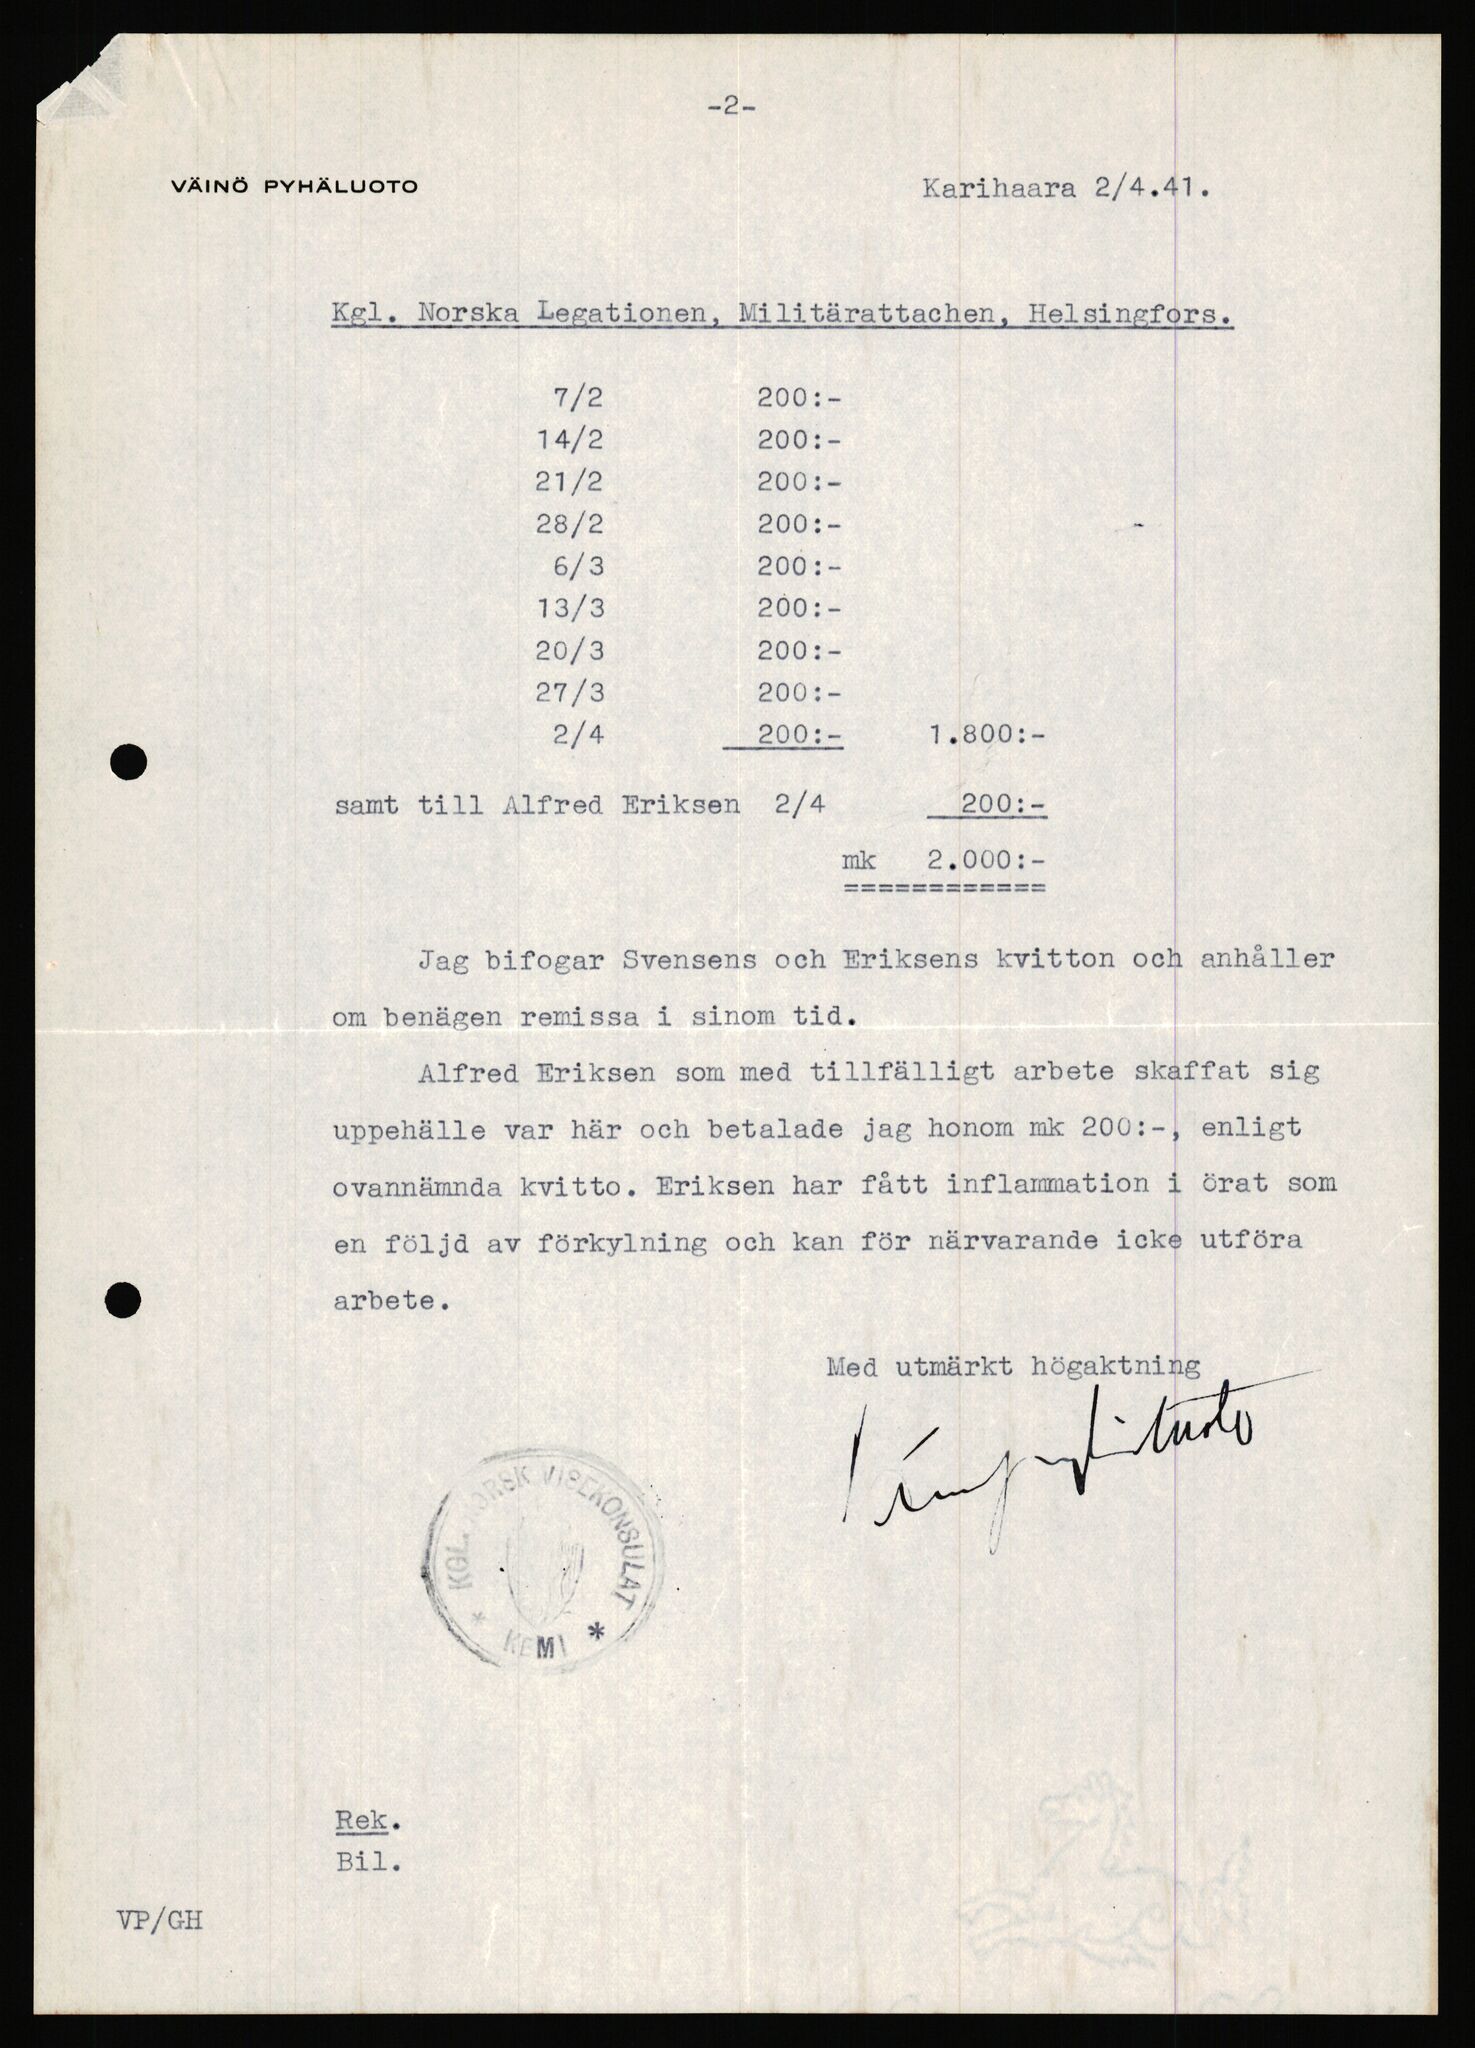 -2-
VÄINÖ PYHÄLUOTO
Karihaara 2/4.41.
Kgl. Norska Legationen, Militärattachen, Helsingfors.
7/2 200:-
14/2 200:-
21/2 200:-
28/2 200:-
6/3 200:-
13/3 200:-
20/3 200:-
27/3 200:-
2/4 200:- 1.800:-
samt till Alfred Eriksen 2/4 200:-
mk 2.000:-
============
Jag bifogar Svensens och Eriksens kvitton och anhåller
om benägen remissa i sinom tid.
Alfred Eriksen som med tillfälligt arbete skaffat sig
uppehälle var här och betalade jag honom mk 200:-, enligt
ovannämnda kvitto. Eriksen har fått inflammation i örat som
en följd av förkylning och kan för närvarande icke utföra
arbete.
Med utmärkt högaktning
KGL. NORSK VISEKONSULAT
* KEMI *
Rek.
Bil.
VP/GH